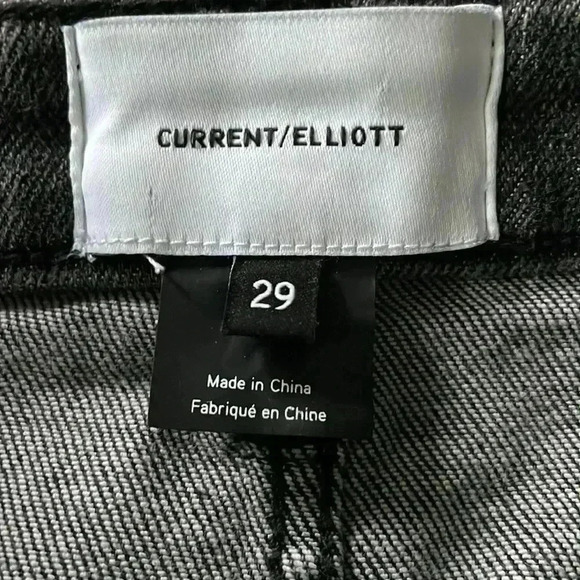 CURRENT/ELLIOTT
29
Made in China
Fabriqué en Chine